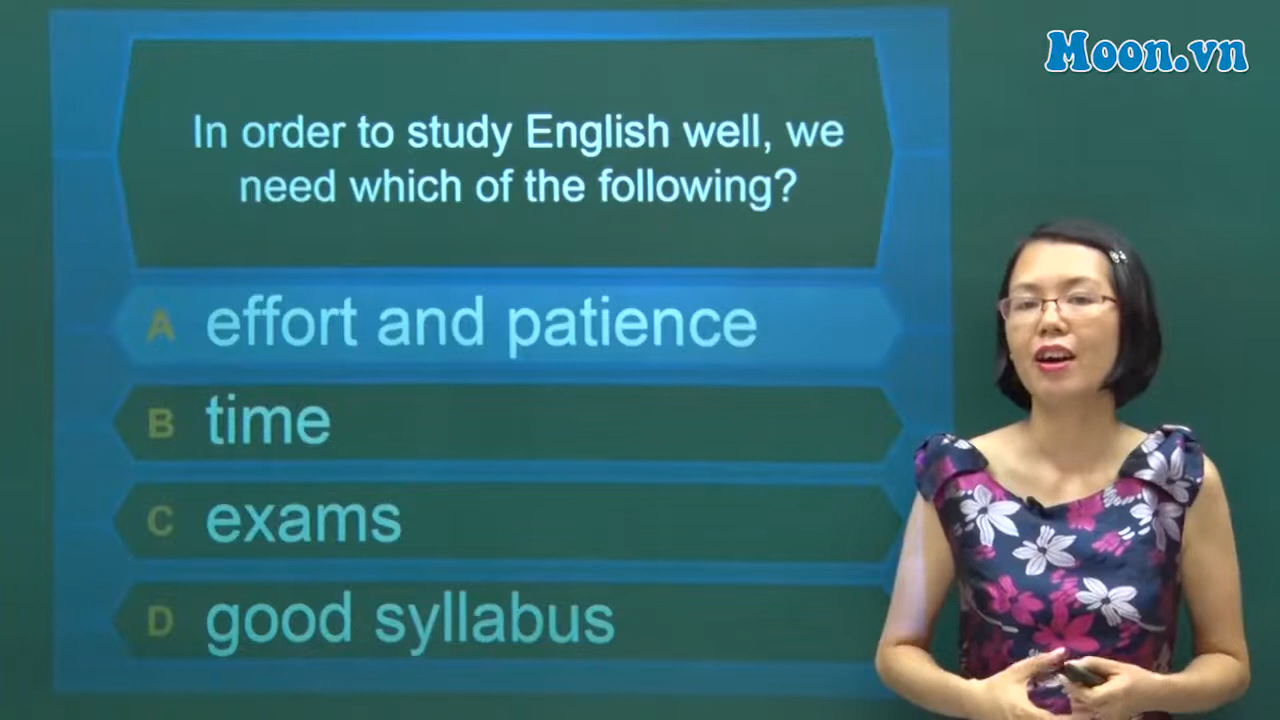 Moon.vn
In order to study English well, we
need which of the following?
A effort and patience
B time
C exams
D good syllabus